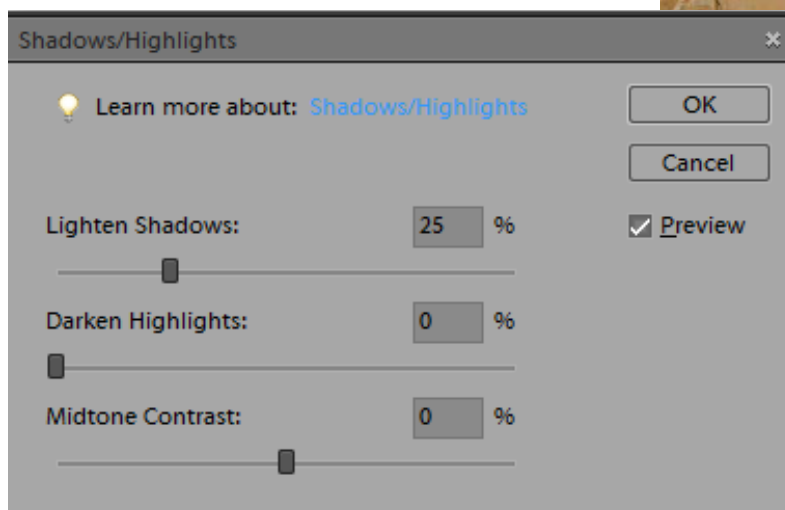 Shadows/Highlights
Learn more about: Shadows/Highlights
OK
Cancel
Lighten Shadows: 25 %
Preview
Darken Highlights: 0 %
Midtone Contrast: 0 %